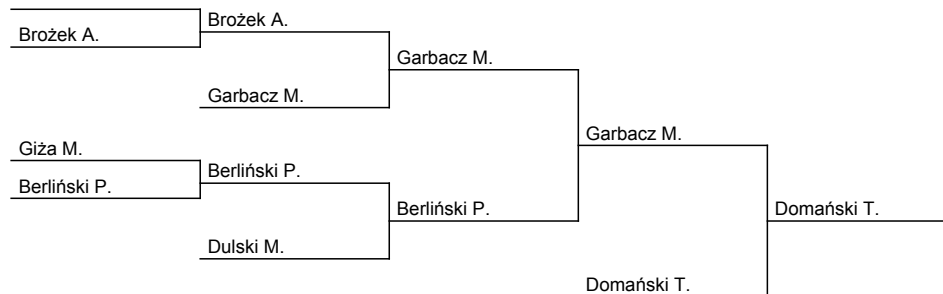 Brożek A.
Brożek A.
Garbacz M.
Garbacz M.
Giża M.
Garbacz M.
Berliński P.
Berliński P.
Berliński P.
Domański T.
Dulski M.
Domański T.